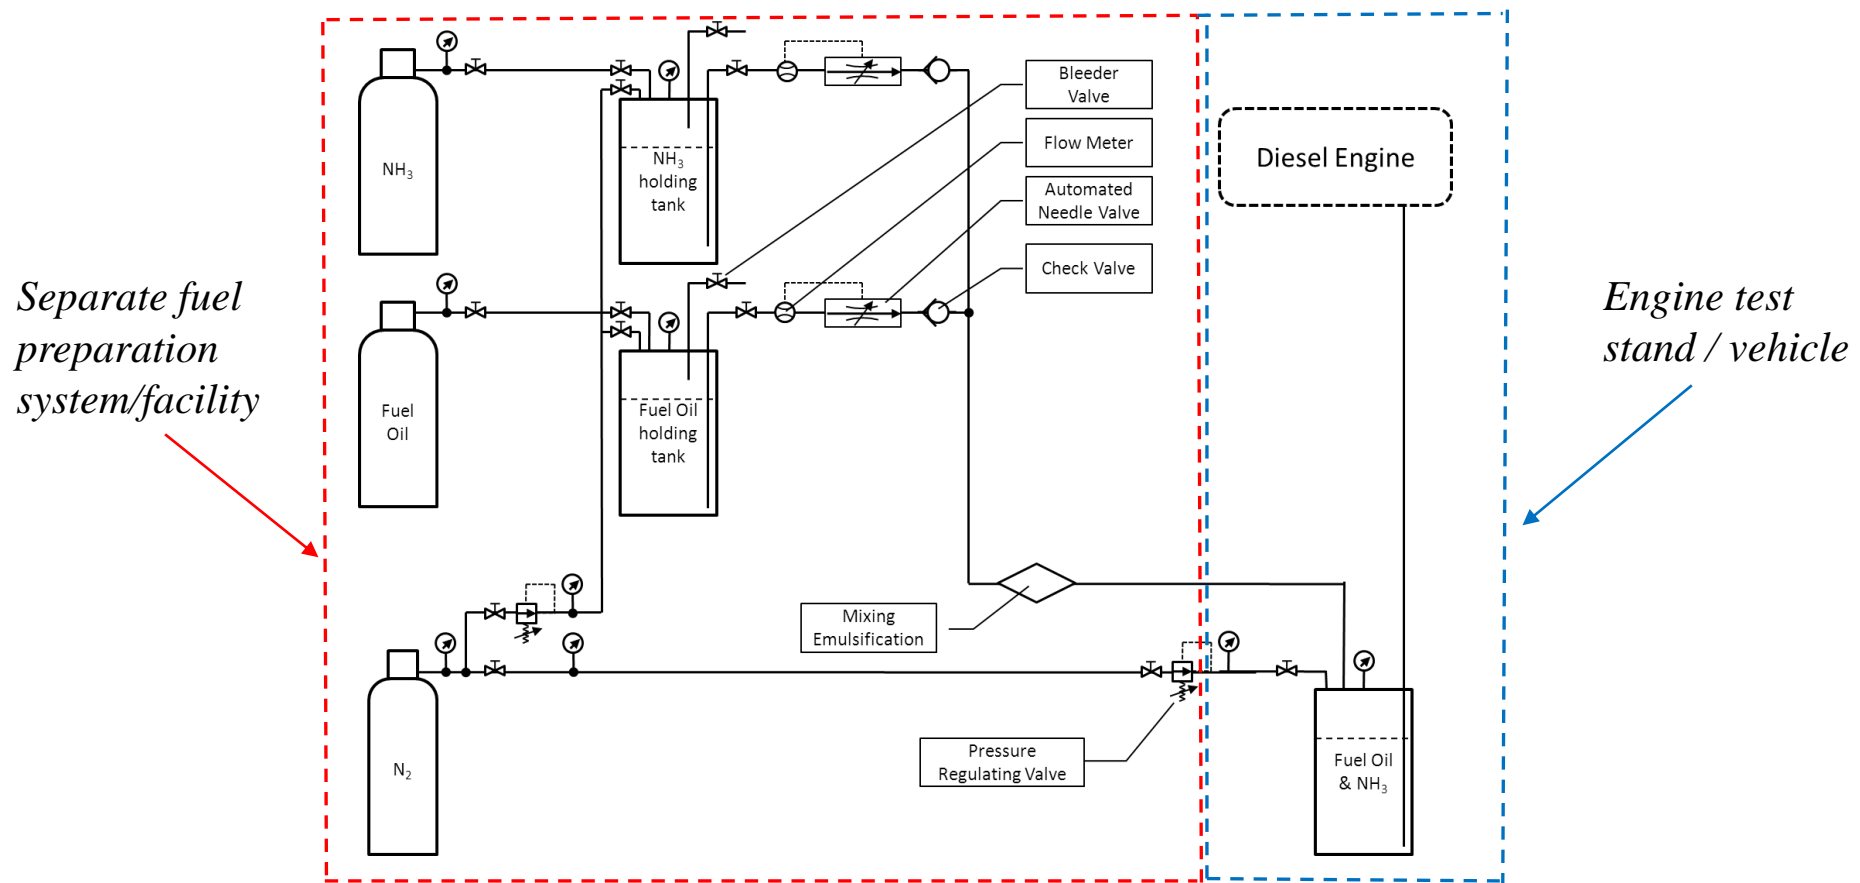 Separate fuel
preparation
system/facility
NH₃
NH₃
holding
tank
Bleeder
Valve
Flow Meter
Automated
Needle Valve
Check Valve
Diesel Engine
Engine test
stand / vehicle
Fuel
Oil
Fuel Oil
holding
tank
Mixing
Emulsification
Pressure
Regulating Valve
N₂
Fuel Oil
& NH₃